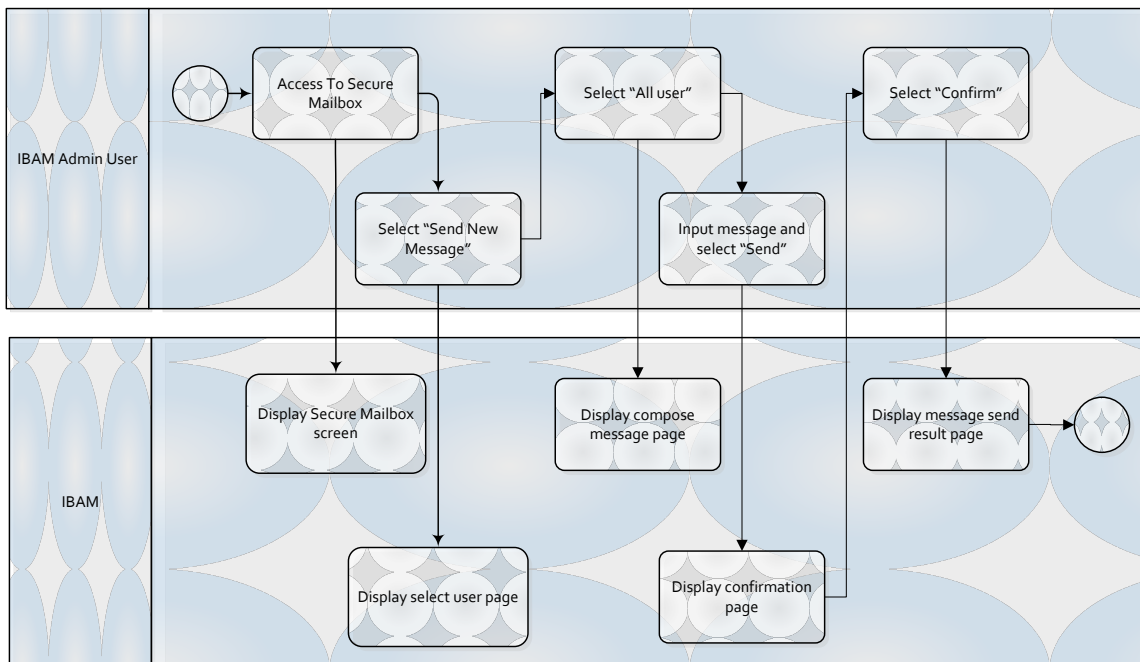 IBAM Admin User
Access To Secure
Mailbox
Select “All user”
Select “Confirm”
Select “Send New
Message”
Input message and
select “Send”
IBAM
Display Secure Mailbox
screen
Display compose
message page
Display message send
result page
Display select user page
Display confirmation
page